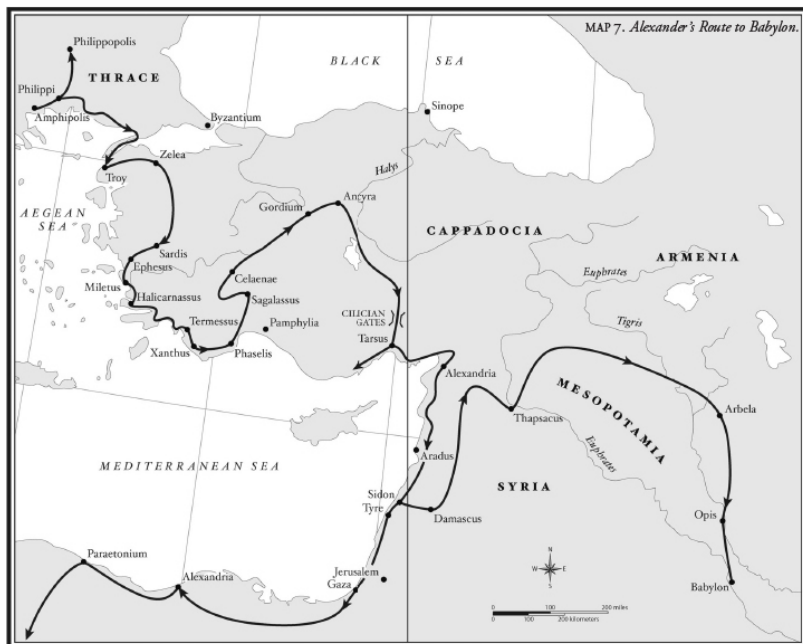 MAP 7. Alexander's Route to Babylon.
Philippopolis
THRACE
BLACK SEA
Philippi
Amphipolis
Byzantium
Sinope
Zelea
Troy
Halys
Ancyra
Gordium
AEGEAN
SEA
CAPPADOCIA
ARMENIA
Sardis
Ephesus
Euphrates
Celaenae
Miletus
Sagalassus
Halicarnassus
Tigris
Termessus
Pamphylia
CILICIAN
GATES
Xanthus
Phaselis
Tarsus
Alexandria
MESOPOTAMIA
Thapsacus
Arbela
Euphrates
Aradus
MEDITERRANEAN SEA
SYRIA
Sidon
Tyre
Damascus
Opis
Paraetonium
Alexandria
Jerusalem
Gaza
N
W E
S
Babylon
0 100 200 miles
0 100 200 kilometers